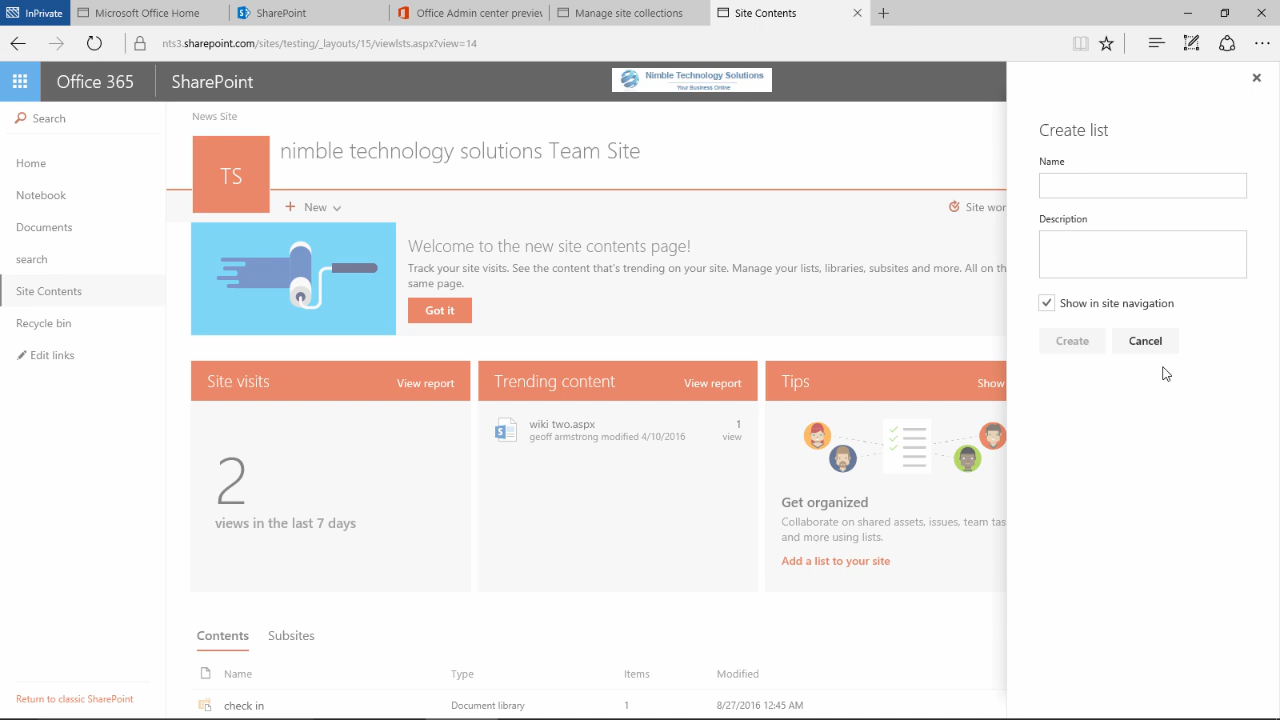 InPrivate
Manage site collections
SharePoint
Office Admin center
Document library preview
Manage site collections
Site Contents
nts3.sharepoint.com/sites/testing/_layouts/15/viewlsts.aspx?view=14
Office 365
SharePoint
Nimble Technology Solutions
Your Business Online
Search
Home
Notebook
Documents
search
Site Contents
Recycle bin
Edit links
Return to classic SharePoint
News Site
TS
nimble technology solutions Team Site
+ New
Site wor
Welcome to the new site contents page!
Track your site visits. See the content that's trending on your site. Manage your lists, libraries, subsites and more. All on th
same page.
Got it
Site visits
View report
2
views in the last 7 days
Trending content
View report
wiki two.aspx
1
geoff armstrong modified 4/10/2016
view
Tips
Show
Get organized
Collaborate on shared assets, issues, team tas
and more using lists.
Add a list to your site
Contents
Subsites
Name
Type
Items
Modified
check in
Document library
1
8/27/2016 12:45 AM
Create list
Name
Description
Show in site navigation
Create
Cancel